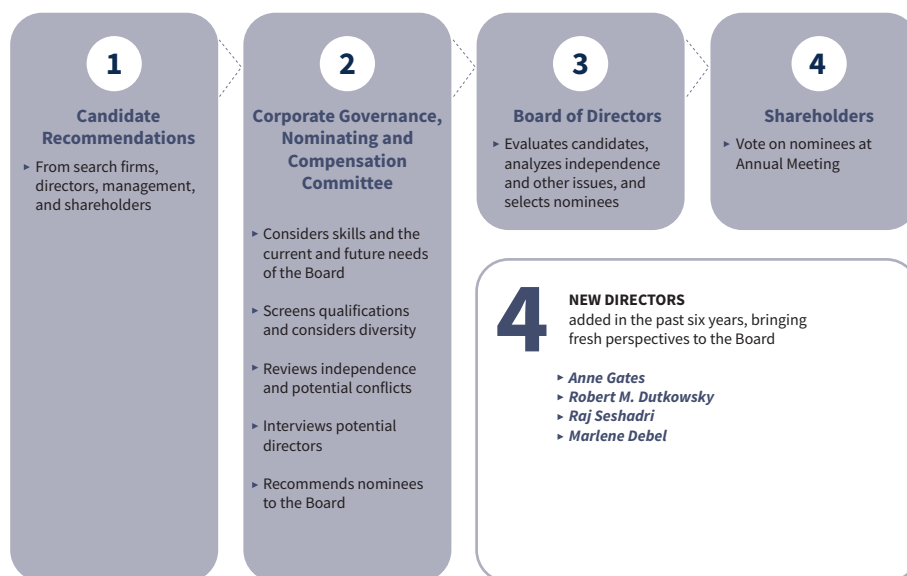 1
Candidate
Recommendations
▸ From search firms,
directors, management,
and shareholders
2
Corporate Governance,
Nominating and
Compensation
Committee
▸ Considers skills and the
current and future needs
of the Board
▸ Screens qualifications
and considers diversity
▸ Reviews independence
and potential conflicts
▸ Interviews potential
directors
▸ Recommends nominees
to the Board
3
Board of Directors
▸ Evaluates candidates,
analyzes independence
and other issues, and
selects nominees
4
Shareholders
▸ Vote on nominees at
Annual Meeting
4
NEW DIRECTORS
added in the past six years, bringing
fresh perspectives to the Board
▸ Anne Gates
▸ Robert M. Dutkowsky
▸ Raj Seshadri
▸ Marlene Debel